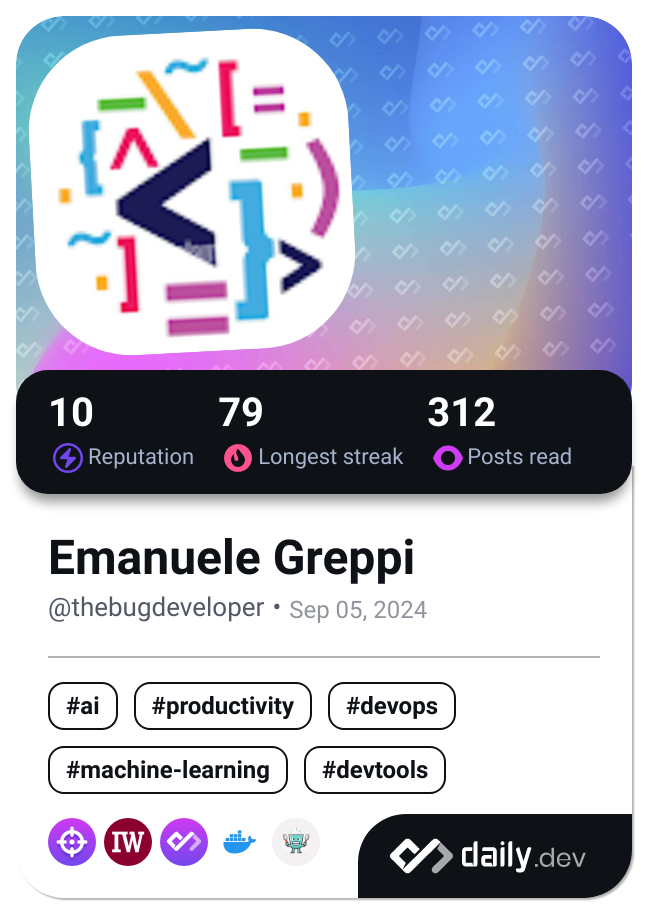 10 79 312
Reputation Longest streak Posts read
Emanuele Greppi
@thebugdeveloper • Sep 05, 2024
#ai #productivity #devops
#machine-learning #devtools
IW
daily.dev